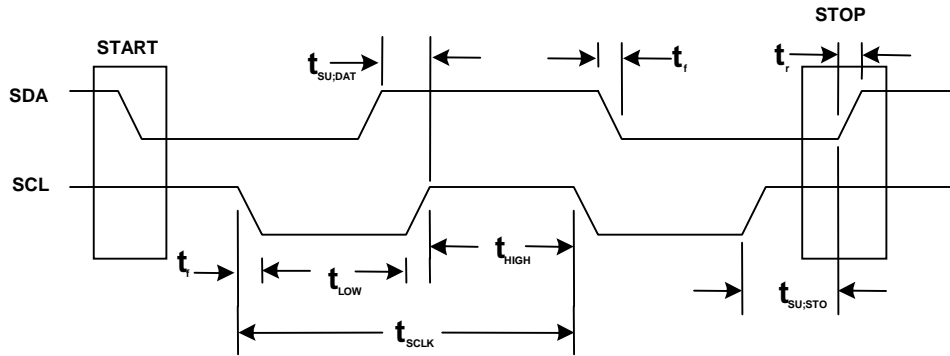 STOP
START
tSU;DAT
tf
tr
SDA
SCL
tf
tLOW
tHIGH
tSU;STO
tSCLK